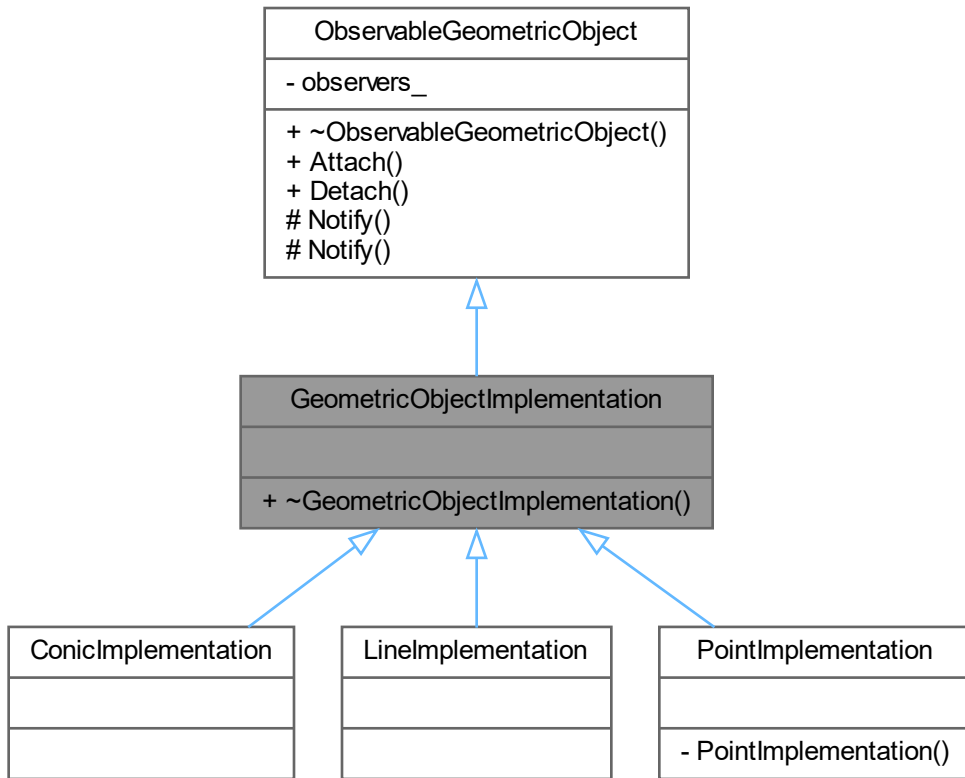 ObservableGeometricObject
- observers_
+ ~ObservableGeometricObject()
+ Attach()
+ Detach()
# Notify()
# Notify()
GeometricObjectImplementation
+ ~GeometricObjectImplementation()
ConicImplementation
LineImplementation
PointImplementation
- PointImplementation()